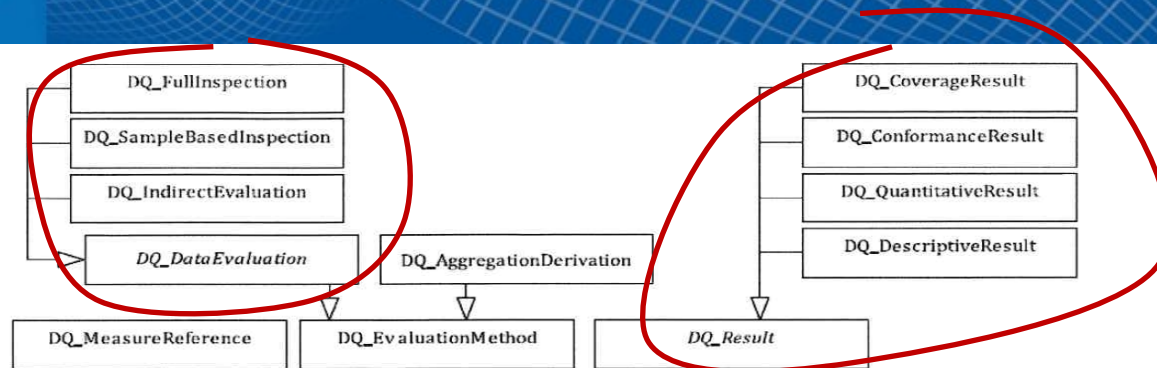 DQ_FullInspection
DQ_SampleBasedInspection
DQ_IndirectEvaluation
DQ_DataEvaluation
DQ_AggregationDerivation
DQ_CoverageResult
DQ_ConformanceResult
DQ_QuantitativeResult
DQ_DescriptiveResult
DQ_MeasureReference
DQ_EvaluationMethod
DQ_Result